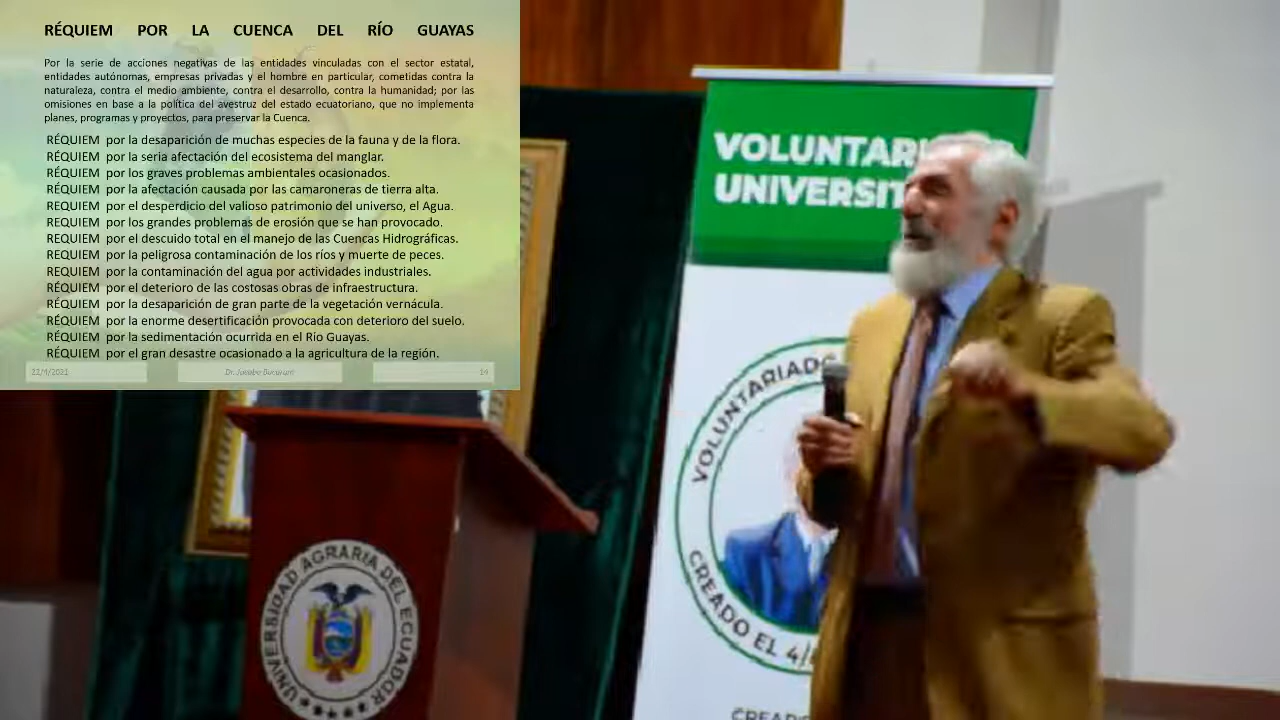 RÉQUIEM POR LA CUENCA DEL RÍO GUAYAS
Por la serie de acciones negativas de las entidades vinculadas con el sector estatal,
entidades autónomas, empresas privadas y el hombre en particular, cometidas contra la
naturaleza, contra el medio ambiente, contra el desarrollo, contra la humanidad; por las
omisiones en base a la política del avestruz del estado ecuatoriano, que no implementa
planes, programas y proyectos, para preservar la Cuenca.
RÉQUIEM por la desaparición de muchas especies de la fauna y de la flora.
RÉQUIEM por la seria afectación del ecosistema del manglar.
RÉQUIEM por los graves problemas ambientales ocasionados.
RÉQUIEM por la afectación causada por las camaroneras de tierra alta.
RÉQUIEM por el desperdicio del valioso patrimonio del universo, el Agua.
RÉQUIEM por los grandes problemas de erosión que se han provocado.
RÉQUIEM por el descuido total en el manejo de las Cuencas Hidrográficas.
RÉQUIEM por la peligrosa contaminación de los ríos y muerte de peces.
RÉQUIEM por la contaminación del agua por actividades industriales.
RÉQUIEM por el deterioro de las costosas obras de infraestructura.
RÉQUIEM por la desaparición de gran parte de la vegetación vernácula.
RÉQUIEM por la enorme desertificación provocada con deterioro del suelo.
RÉQUIEM por la sedimentación ocurrida en el Río Guayas.
RÉQUIEM por el gran desastre ocasionado a la agricultura de la región.
22/4/2021 Dr. Jacobo Bucaram 14
VOLUNTARI
UNIVERSIT
VOLUNTARIADO
CREADO EL 4/
UNIVERSIDAD AGRARIA DEL ECUADOR